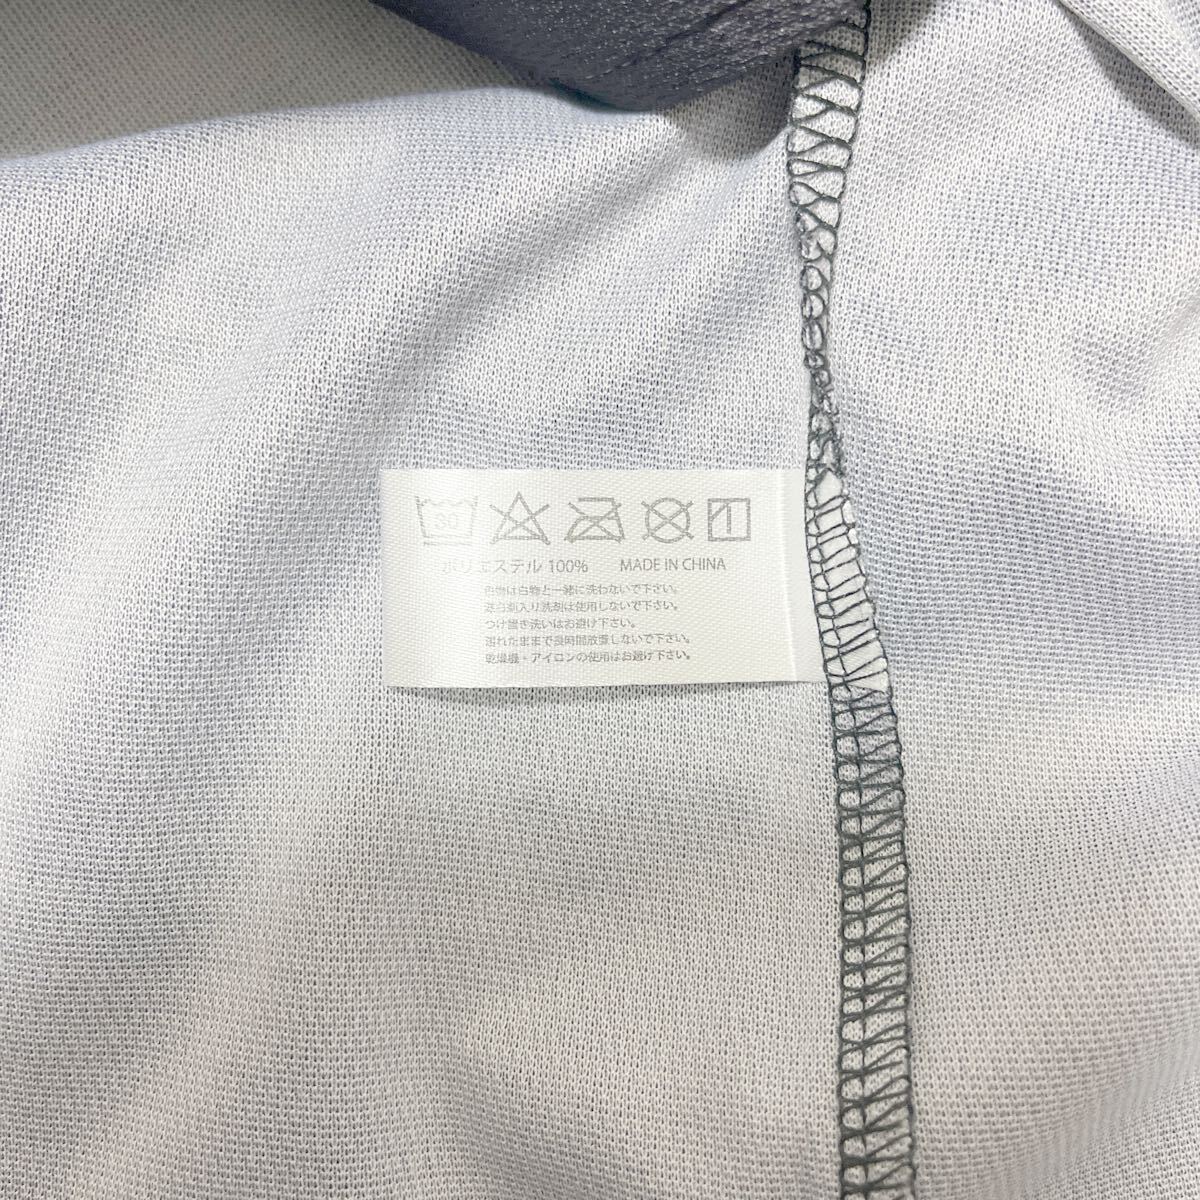 30
ポリエステル 100% MADE IN CHINA
色物は白物と一緒に洗わないで下さい。
漂白剤入り洗剤は使用しないで下さい。
つけ置き洗いはお避け下さい。
濡れたままで長時間放置しないで下さい。
乾燥機・アイロンの使用はお避け下さい。